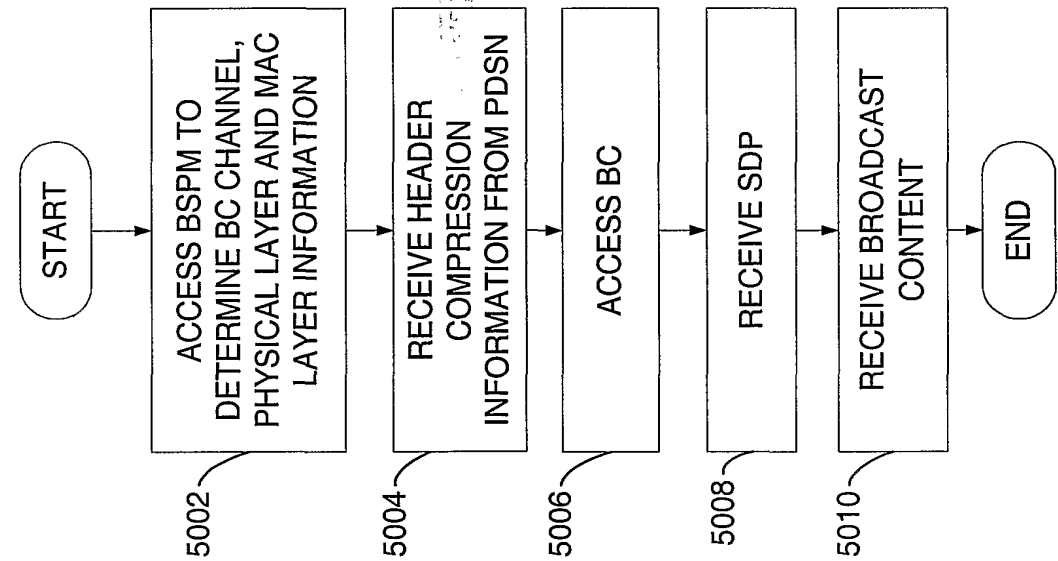 START
ACCESS BSPM TO
DETERMINE BC CHANNEL,
PHYSICAL LAYER AND MAC
LAYER INFORMATION
5002
RECEIVE HEADER
COMPRESSION
INFORMATION FROM PDSN
5004
ACCESS BC
5006
RECEIVE SDP
5008
RECEIVE BROADCAST
CONTENT
5010
END